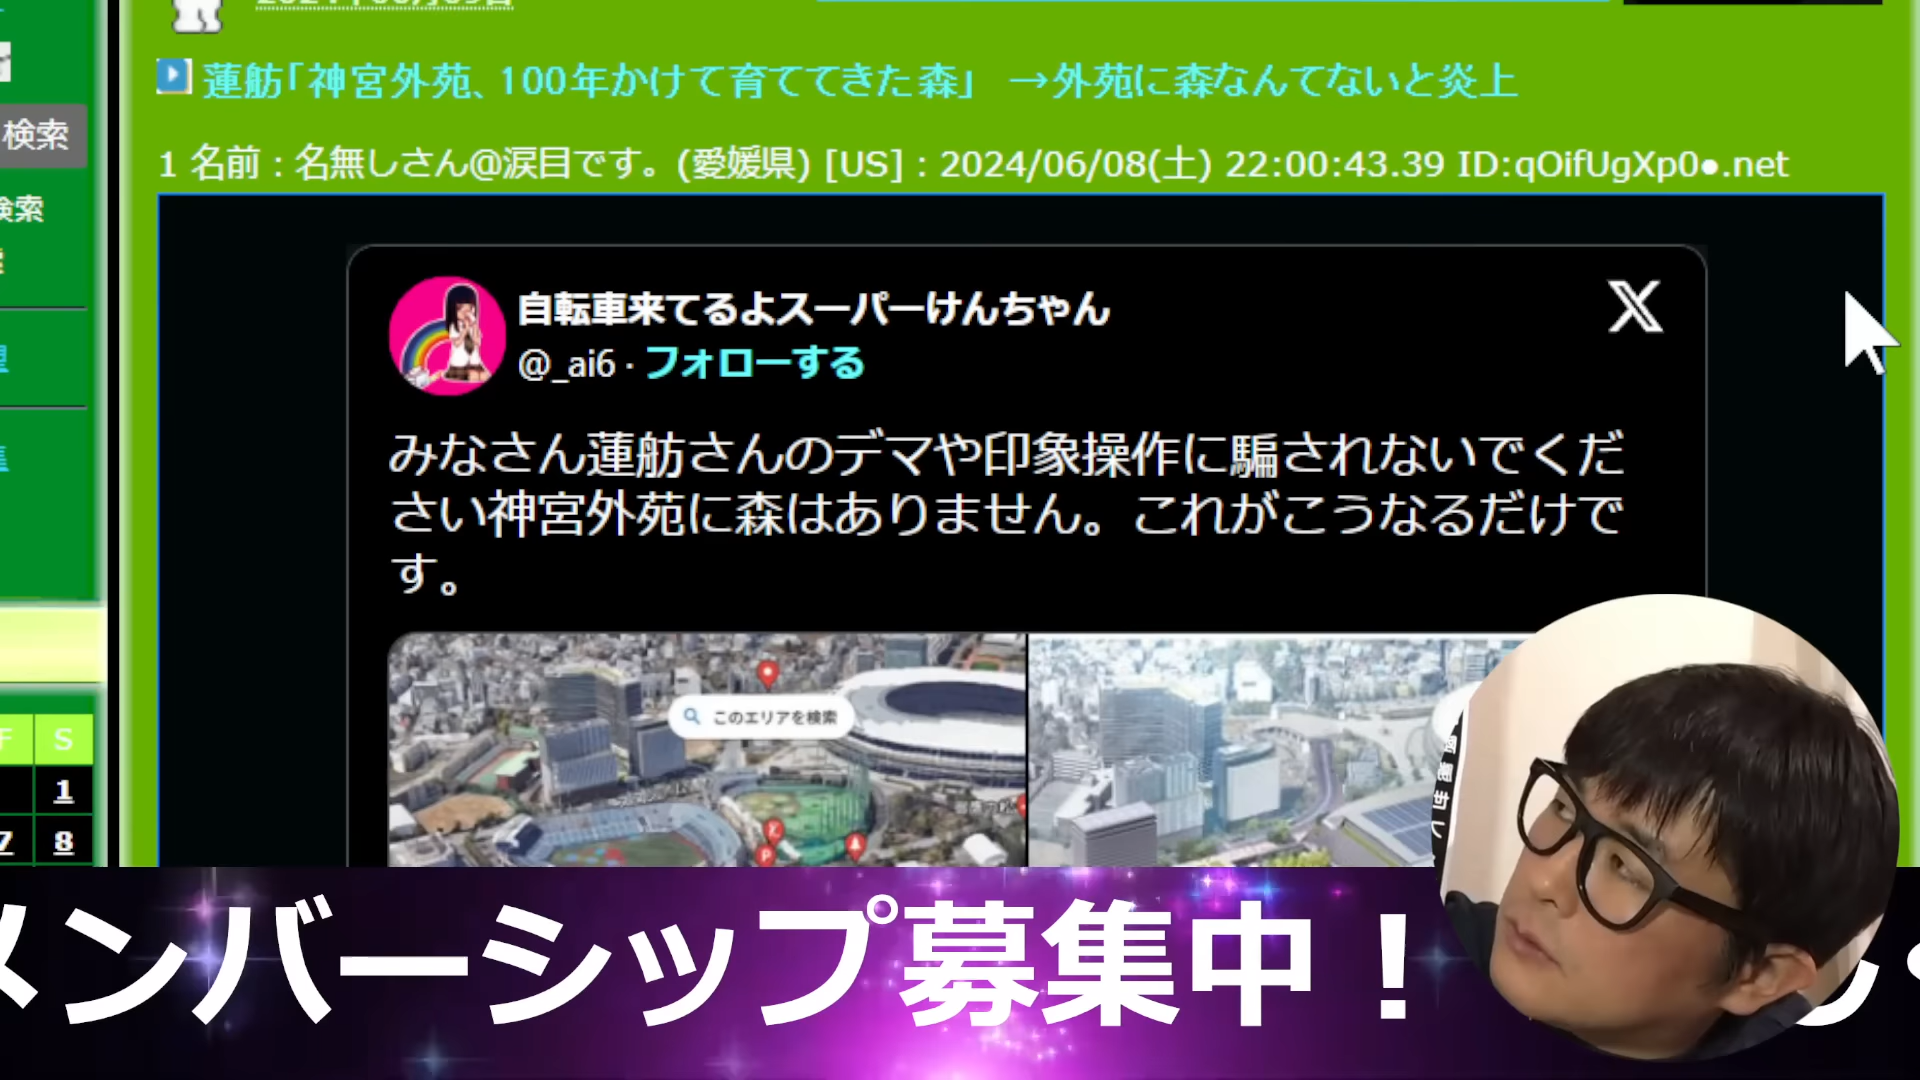 検索
蓮舫｢神宮外苑、100年かけて育ててきた森｣ →外苑に森なんてないと炎上
1 名前：名無しさん@涙目です。(愛媛県) [US]：2024/06/08(土) 22:00:43.39 ID:qOifUgXp0●.net
検索
自転車来てるよスーパーけんちゃん
@_ai6 · フォローする
みなさん蓮舫さんのデマや印象操作に騙されないでくだ
さい神宮外苑に森はありません。これがこうなるだけで
す。
このエリアを検索
F S
1
7 8
メンバーシップ募集中！